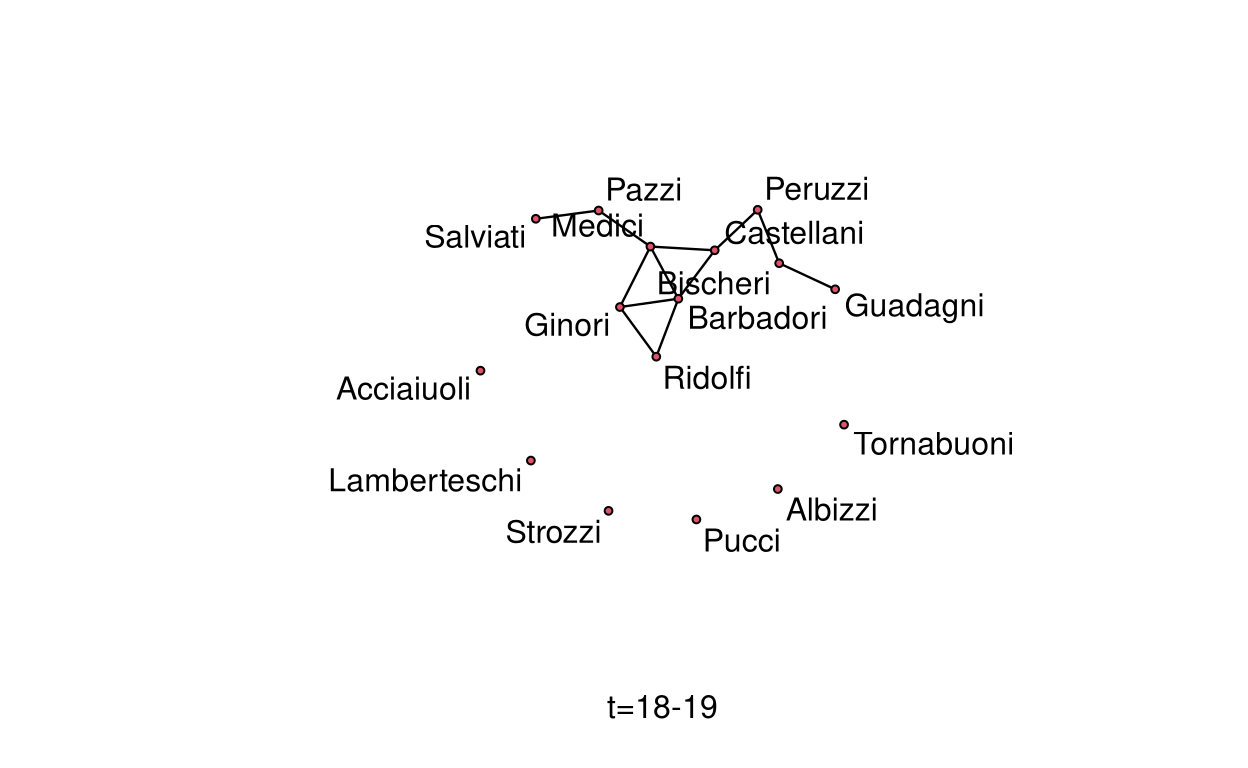 Pazzi
Peruzzi
Salviati
Medici
Castellani
Bischeri
Guadagni
Ginori
Barbadori
Ridolfi
Acciaiuoli
Tornabuoni
Lamberteschi
Albizzi
Strozzi
Pucci
t=18-19